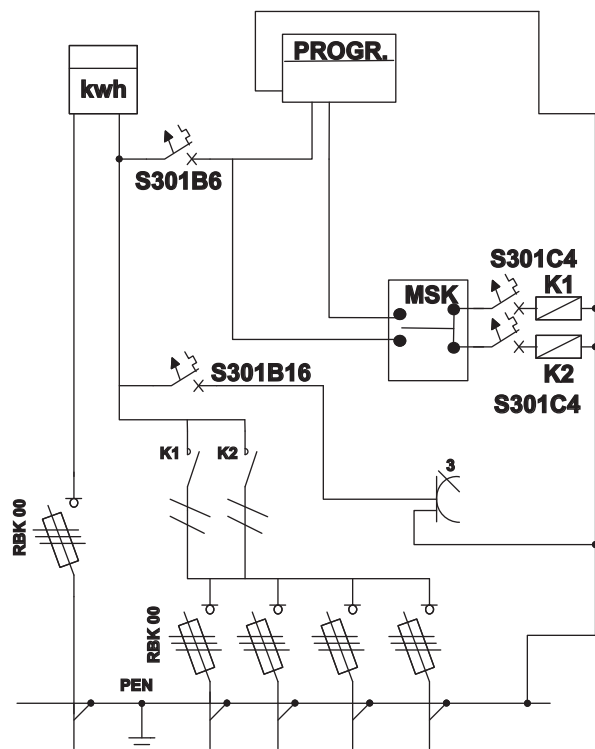 PROGR.
kwh
S301B6
S301C4
K1
MSK
K2
S301C4
S301B16
K1
K2
3
RBK 00
RBK 00
PEN